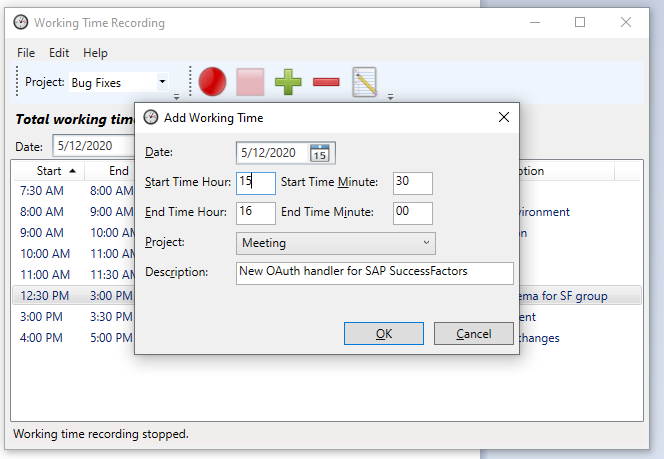 Working Time Recording
File Edit Help
Project: Bug Fixes
Total working tim
Add Working Time
Date: 5/12/2020
Date: 5/12/2020 15
Start End ption
Start Time Hour: 15 Start Time Minute: 30
7:30 AM 8:00 AM
8:00 AM 9:00 AM vironment
End Time Hour: 16 End Time Minute: 00
9:00 AM 10:00 A on
Project: Meeting
10:00 AM 11:00 A
11:00 AM 11:30 A
Description: New OAuth handler for SAP SuccessFactors
12:30 PM 3:00 PM ema for SF group
3:00 PM 3:30 PM ent
4:00 PM 5:00 PM changes
OK Cancel
Working time recording stopped.